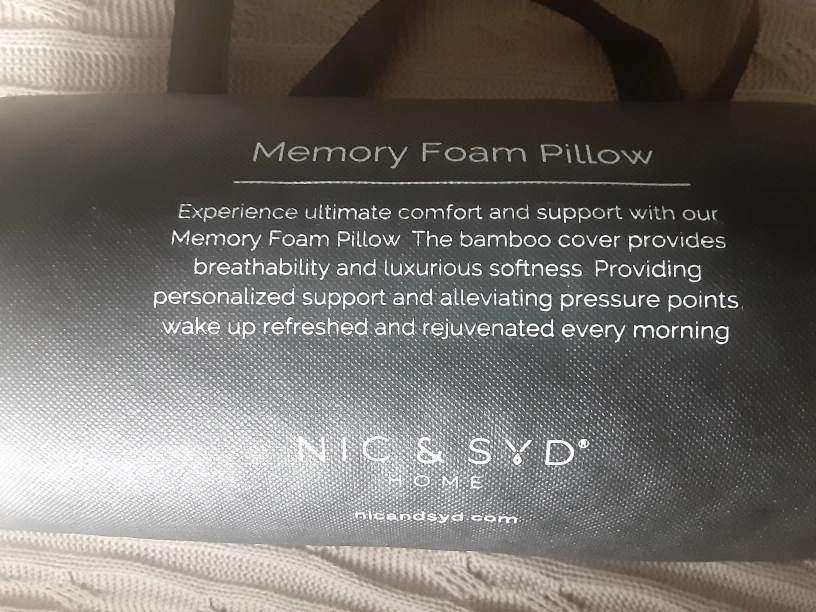 Memory Foam Pillow
Experience ultimate comfort and support with our
Memory Foam Pillow The bamboo cover provides
breathability and luxurious softness Providing
personalized support and alleviating pressure points,
wake up refreshed and rejuvenated every morning
NIC & SYD®
HOME
nicandsyd.com